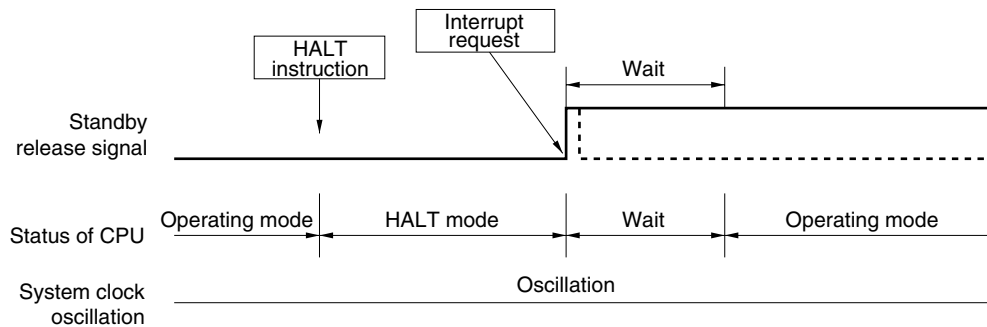 Interrupt
request
HALT
instruction
Wait
Standby
release signal
Operating mode
HALT mode
Wait
Operating mode
Status of CPU
Oscillation
System clock
oscillation